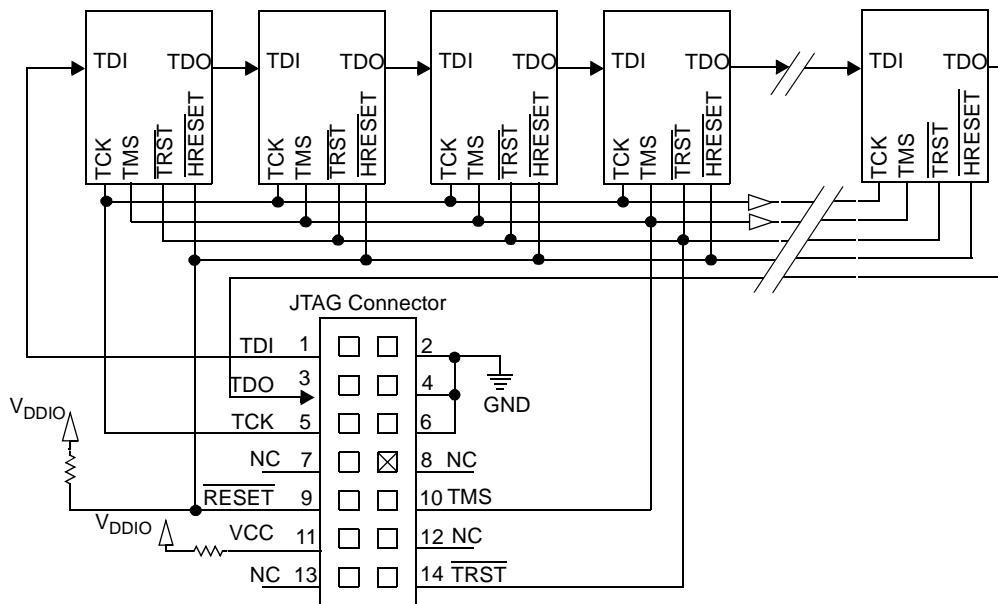 TDI TDO TDI TDO TDI TDO TDI TDO TDI TDO
TCK TMS TRST HRESET TCK TMS TRST HRESET TCK TMS TRST HRESET TCK TMS TRST HRESET TCK TMS TRST HRESET
JTAG Connector
TDI 1 2
TDO 3 4
GND
TCK 5 6
VDDIO
NC 7 8 NC
RESET 9 10 TMS
VDDIO VCC 11 12 NC
NC 13 14 TRST